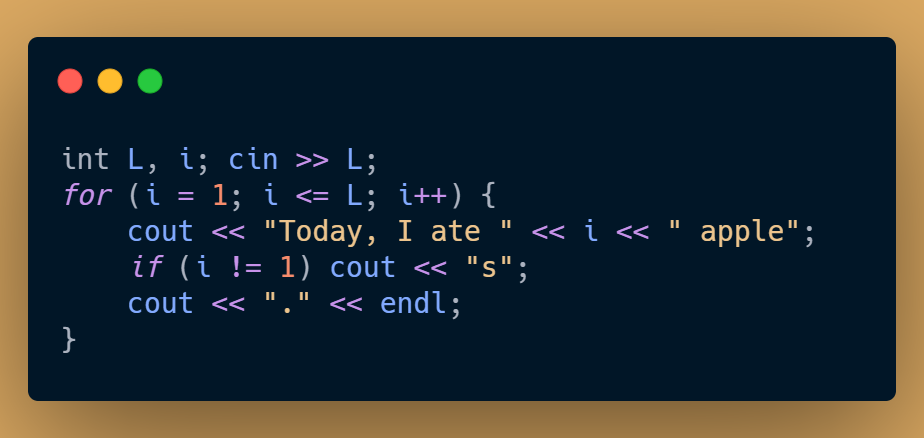 int L, i; cin >> L;
for (i = 1; i <= L; i++) {
    cout << "Today, I ate " << i << " apple";
    if (i != 1) cout << "s";
    cout << "." << endl;
}